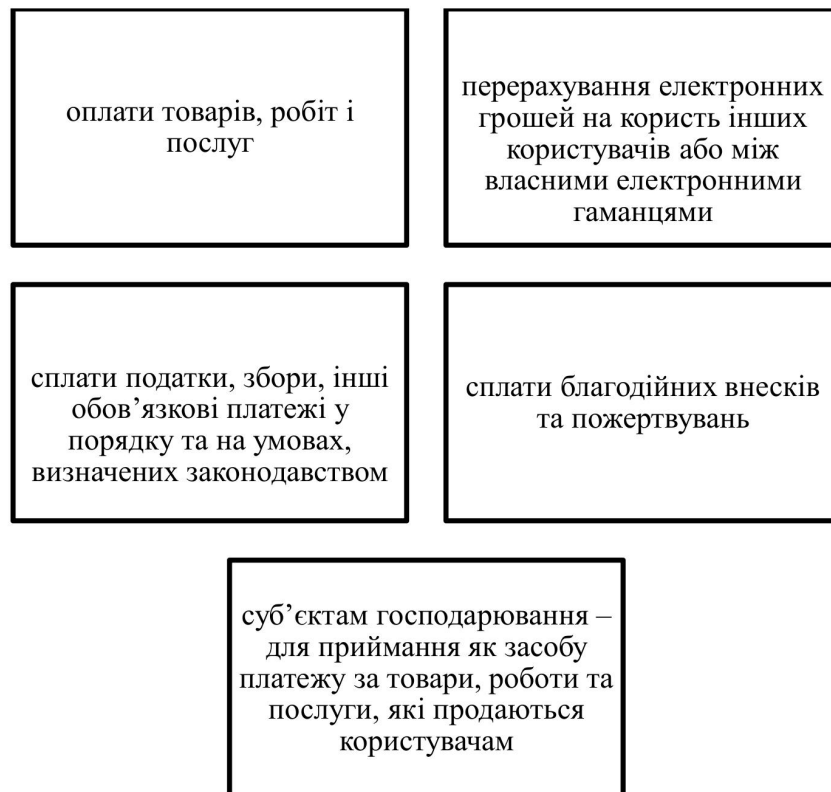 оплати товарів, робіт і
послуг
перерахування електронних
грошей на користь інших
користувачів або між
власними електронними
гаманцями
сплати податки, збори, інші
обов’язкові платежі у
порядку та на умовах,
визначених законодавством
сплати благодійних внесків
та пожертвувань
суб’єктам господарювання –
для приймання як засобу
платежу за товари, роботи та
послуги, які продаються
користувачам